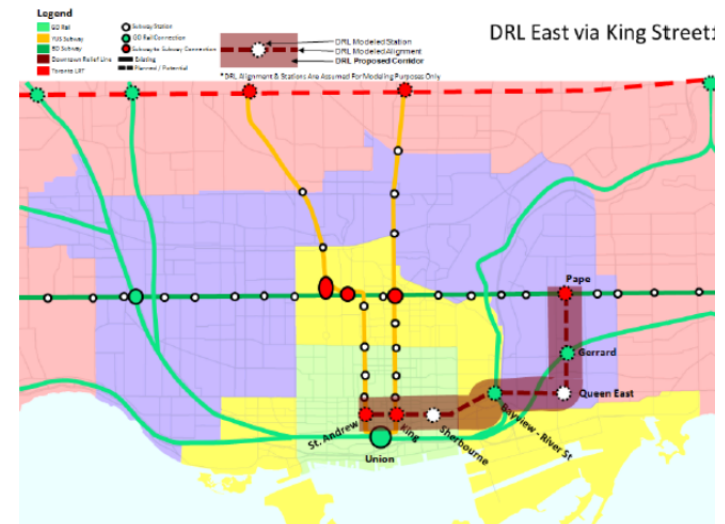 Legend
GO Rail
YUS Subway
BD Subway
Downtown Relief Line
Toronto LRT
Subway Station
GO Rail Connection
Subway to Subway Connection
Existing
Planned / Potential
DRL Modeled Station
DRL Modeled Alignment
DRL Proposed Corridor
*DRL Alignment & Stations Are Assumed For Modeling Purposes Only
DRL East via King Street
Pape
Gerrard
Queen East
Bayview - River St
Sherbourne
King
St. Andrew
Union